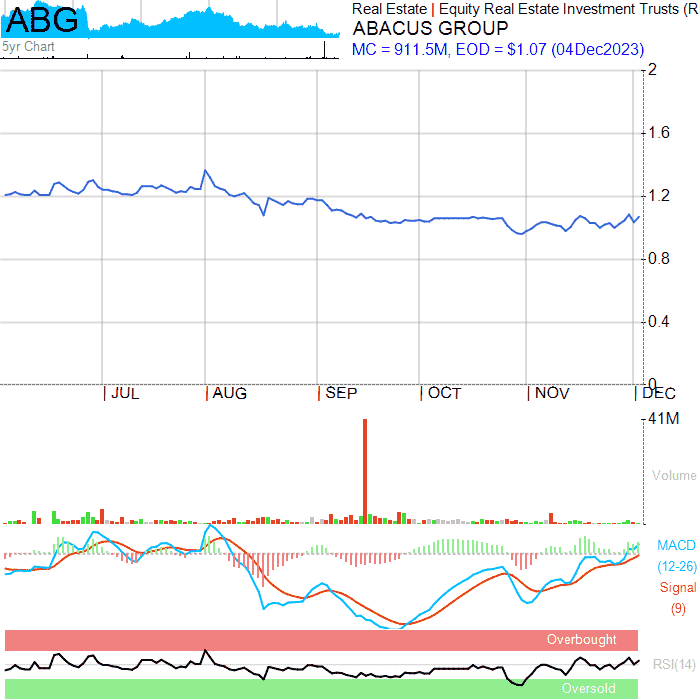 ABG
5yr Chart
Real Estate | Equity Real Estate Investment Trusts (R
ABACUS GROUP
MC = 911.5M, EOD = $1.07 (04Dec2023)
2
1.6
1.2
0.8
0.4
0
JUL
AUG
SEP
OCT
NOV
DEC
41M
Volume
MACD
(12-26)
Signal
(9)
Overbought
RSI(14)
Oversold